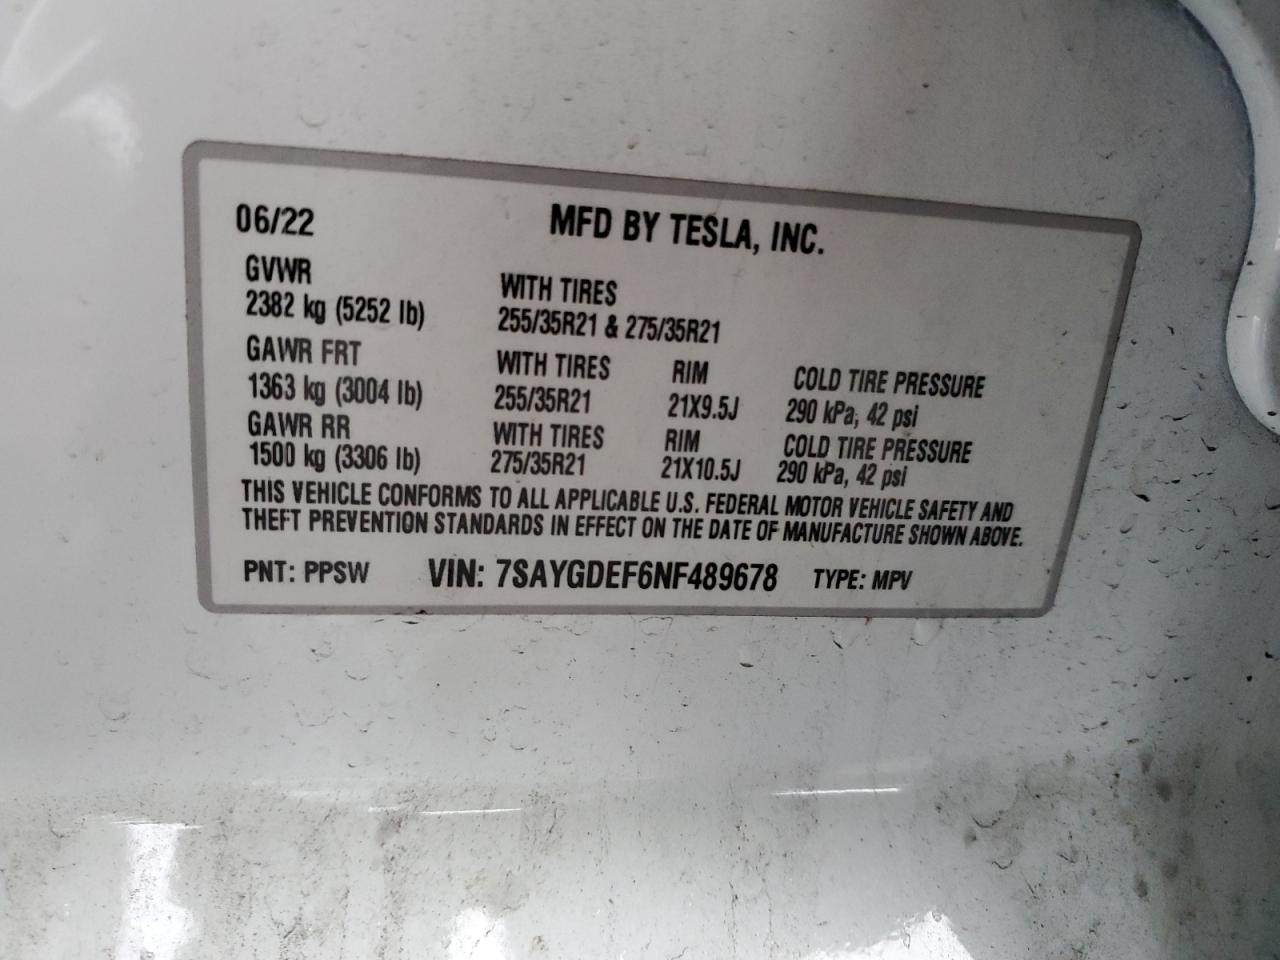 06/22 MFD BY TESLA, INC.
GVWR WITH TIRES
2382 kg (5252 lb) 255/35R21 & 275/35R21
GAWR FRT WITH TIRES RIM COLD TIRE PRESSURE
1363 kg (3004 lb) 255/35R21 21X9.5J 290 kPa, 42 psi
GAWR RR WITH TIRES RIM COLD TIRE PRESSURE
1500 kg (3306 lb) 275/35R21 21X10.5J 290 kPa, 42 psi
THIS VEHICLE CONFORMS TO ALL APPLICABLE U.S. FEDERAL MOTOR VEHICLE SAFETY AND
THEFT PREVENTION STANDARDS IN EFFECT ON THE DATE OF MANUFACTURE SHOWN ABOVE.
PNT: PPSW VIN: 7SAYGDEF6NF489678 TYPE: MPV